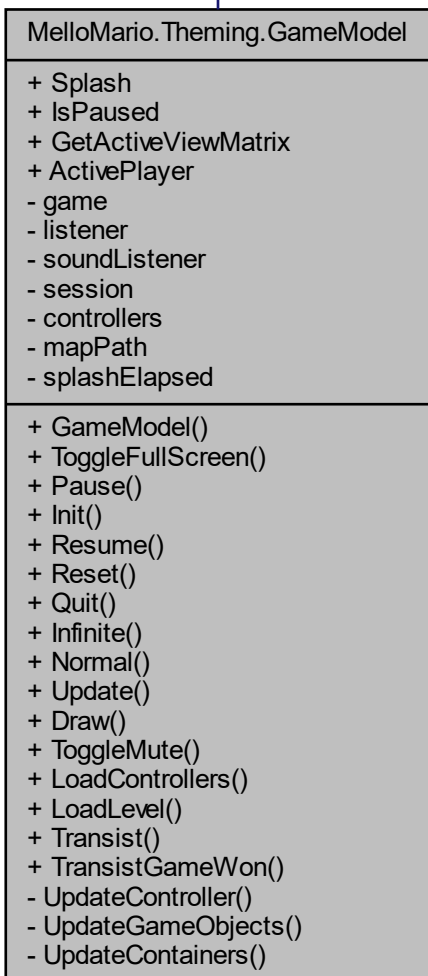 MelloMario.Theming.GameModel
+ Splash
+ IsPaused
+ GetActiveViewMatrix
+ ActivePlayer
- game
- listener
- soundListener
- session
- controllers
- mapPath
- splashElapsed
+ GameModel()
+ ToggleFullScreen()
+ Pause()
+ Init()
+ Resume()
+ Reset()
+ Quit()
+ Infinite()
+ Normal()
+ Update()
+ Draw()
+ ToggleMute()
+ LoadControllers()
+ LoadLevel()
+ Transist()
+ TransistGameWon()
- UpdateController()
- UpdateGameObjects()
- UpdateContainers()